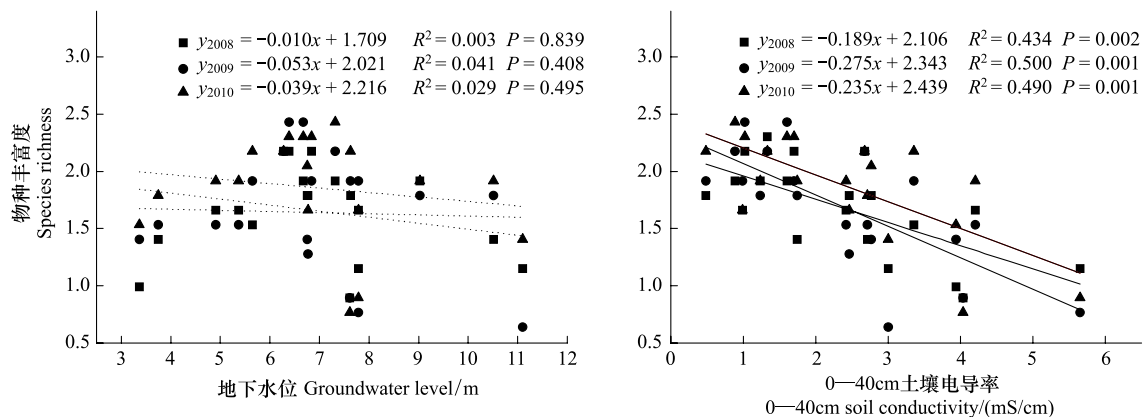 y2008 = −0.010x + 1.709 R² = 0.003 P = 0.839
y2009 = −0.053x + 2.021 R² = 0.041 P = 0.408
y2010 = −0.039x + 2.216 R² = 0.029 P = 0.495
3.0
2.5
2.0
1.5
1.0
0.5
物种丰富度
Species richness
3 4 5 6 7 8 9 10 11 12
地下水位 Groundwater level/m
y2008 = −0.189x + 2.106 R² = 0.434 P = 0.002
y2009 = −0.275x + 2.343 R² = 0.500 P = 0.001
y2010 = −0.235x + 2.439 R² = 0.490 P = 0.001
3.0
2.5
2.0
1.5
1.0
0.5
0 1 2 3 4 5 6
0—40cm土壤电导率
0—40cm soil conductivity/(mS/cm)